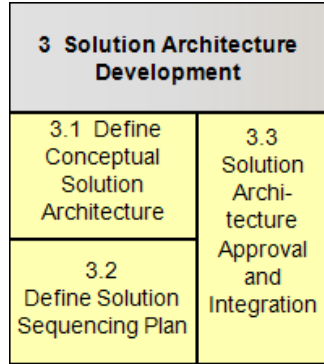 3 Solution Architecture
Development
3.1 Define
Conceptual
Solution
Architecture
3.2
Define Solution
Sequencing Plan
3.3
Solution
Archi-
tecture
Approval
and
Integration